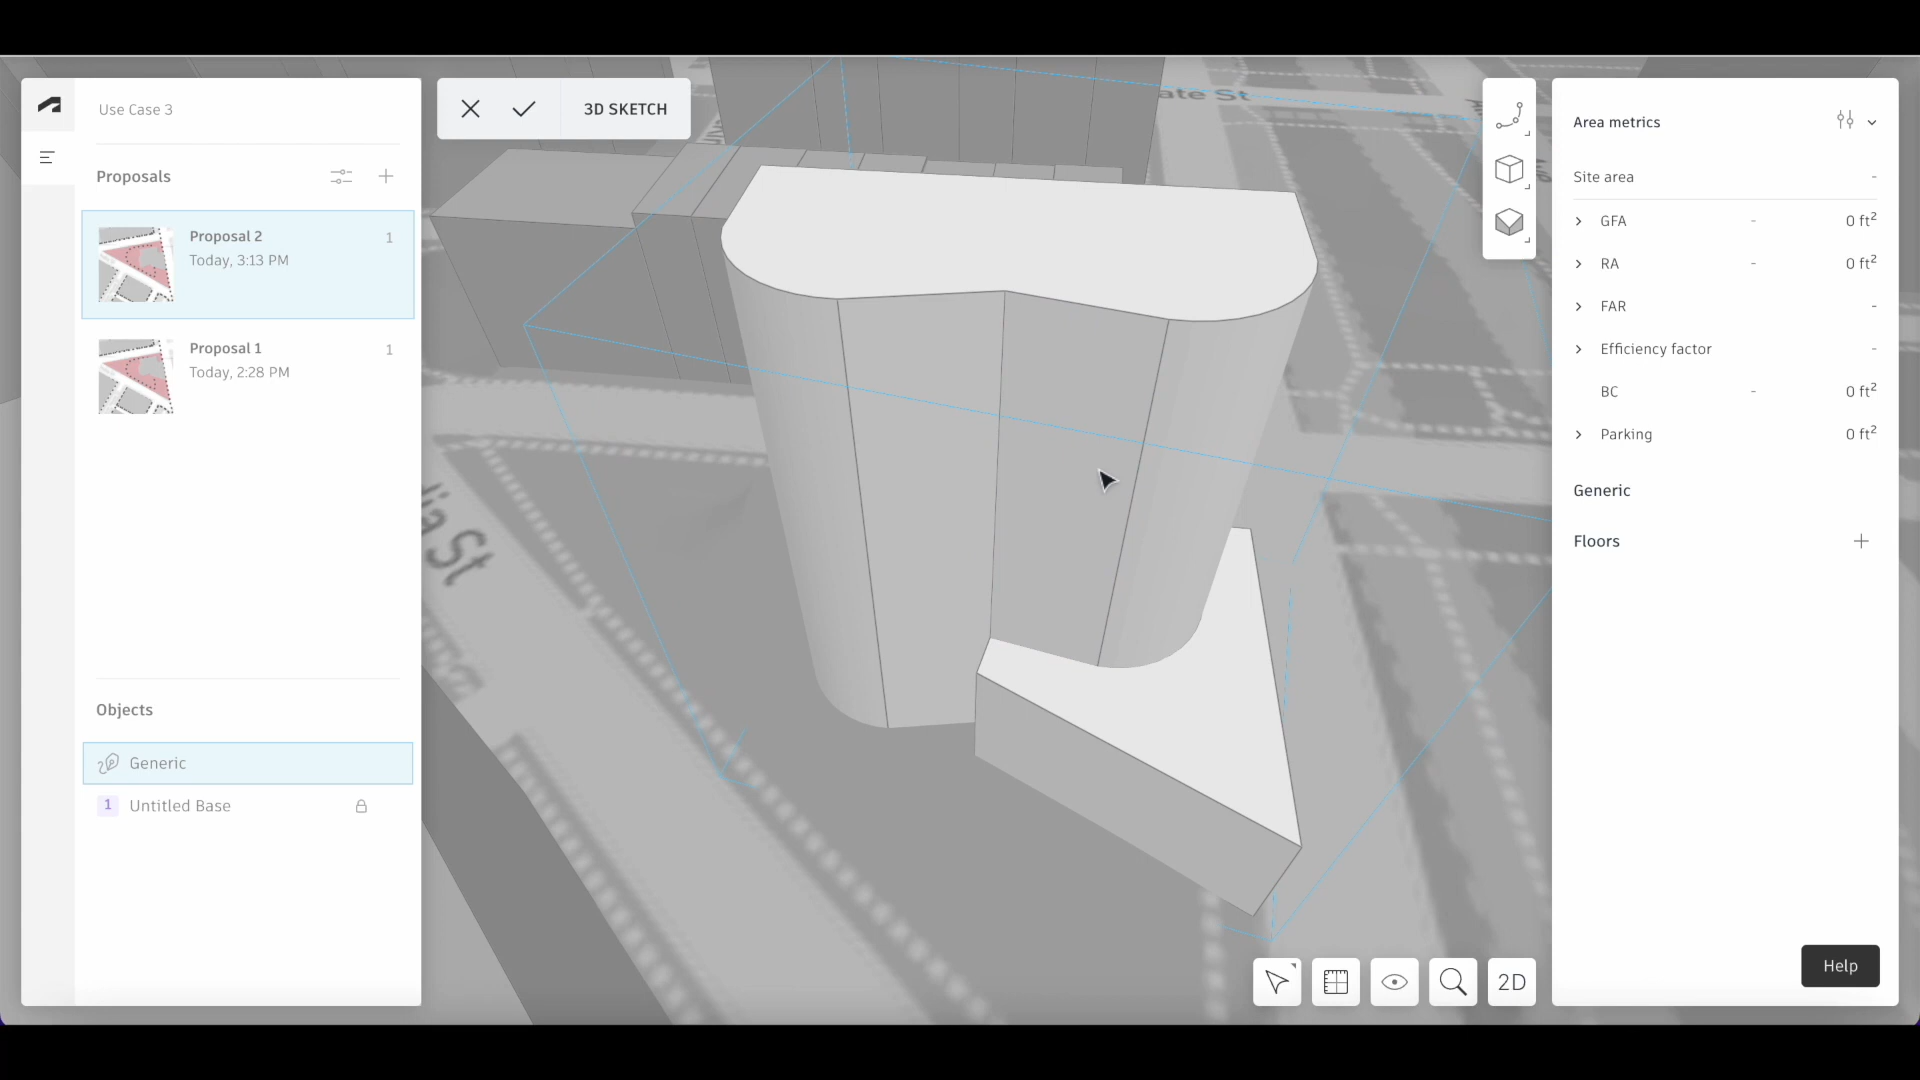 Use Case 3
Proposals
Proposal 2
1
Today, 3:13 PM
Proposal 1
1
Today, 2:28 PM
Objects
Generic
1 Untitled Base
3D SKETCH
ate St
lia St
2D
Area metrics
Site area -
GFA - 0 ft²
RA - 0 ft²
FAR -
Efficiency factor -
BC - 0 ft²
Parking 0 ft²
Generic
Floors
Help